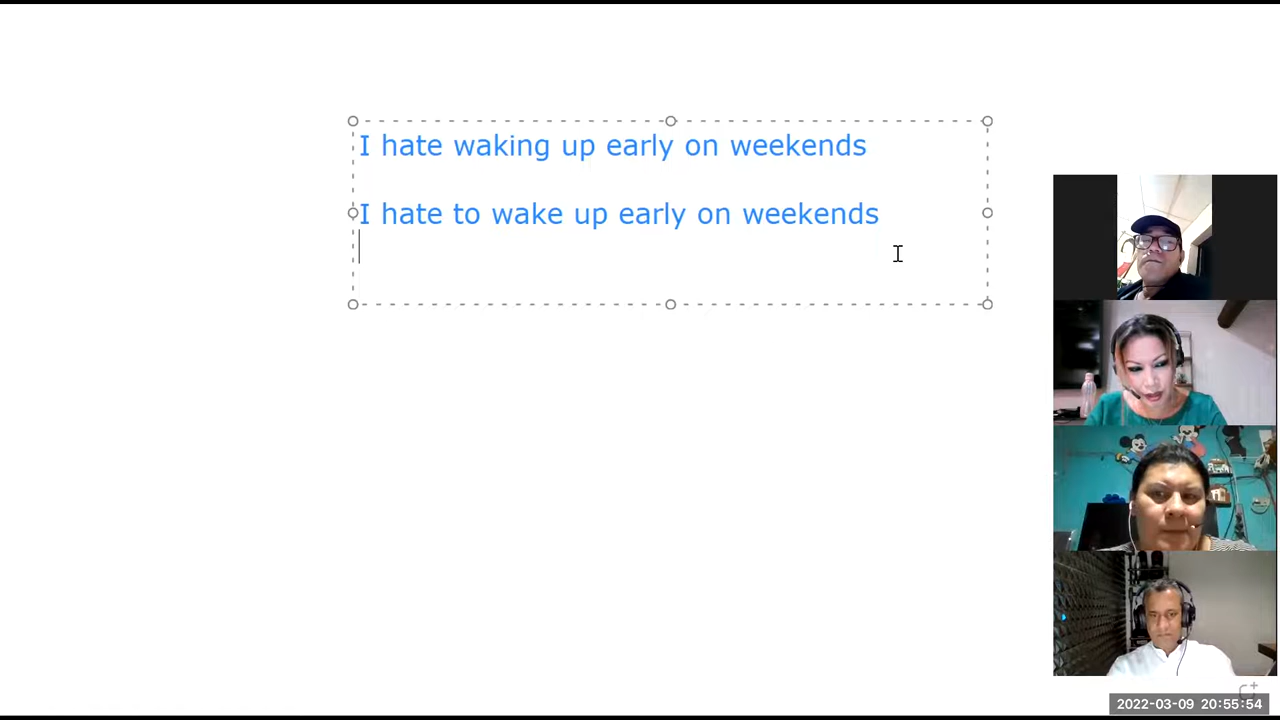 I hate waking up early on weekends
I hate to wake up early on weekends
2022-03-09 20:55:54